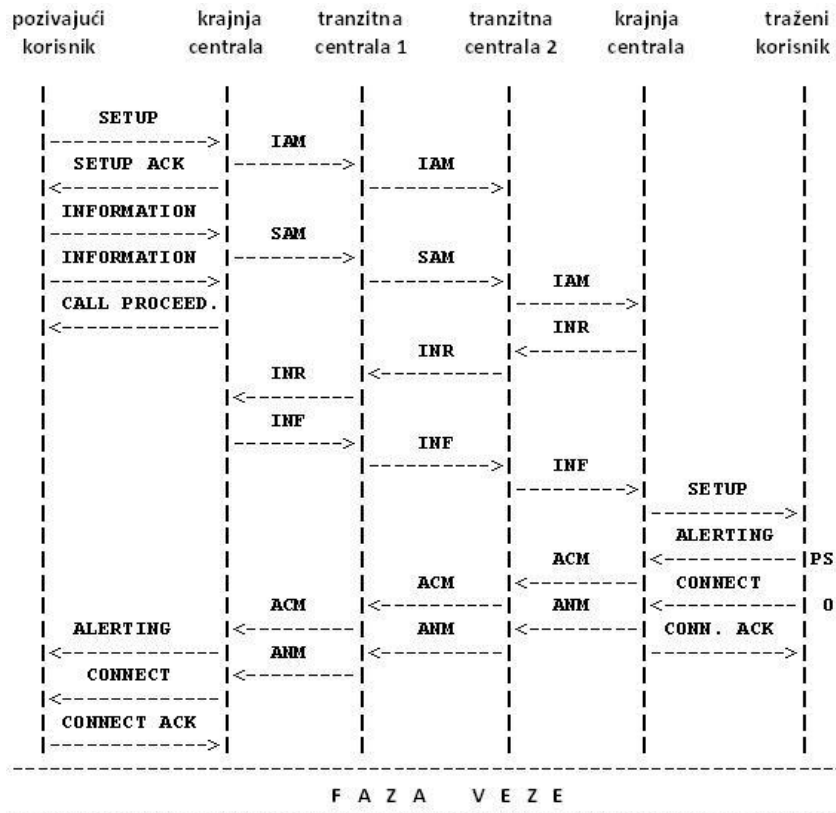 pozivajući korisnik
krajnja centrala
tranzitna centrala 1
tranzitna centrala 2
krajnja centrala
traženi korisnik
SETUP
IAM
SETUP ACK
IAM
INFORMATION
SAM
INFORMATION
SAM
IAM
CALL PROCEED.
INR
INR
INR
INF
INF
INF
SETUP
ALERTING
PS
ACM
CONNECT
ACM
O
ACM
ANM
ALERTING
ANM
CONN. ACK
ANM
CONNECT
CONNECT ACK
FAZA VEZE